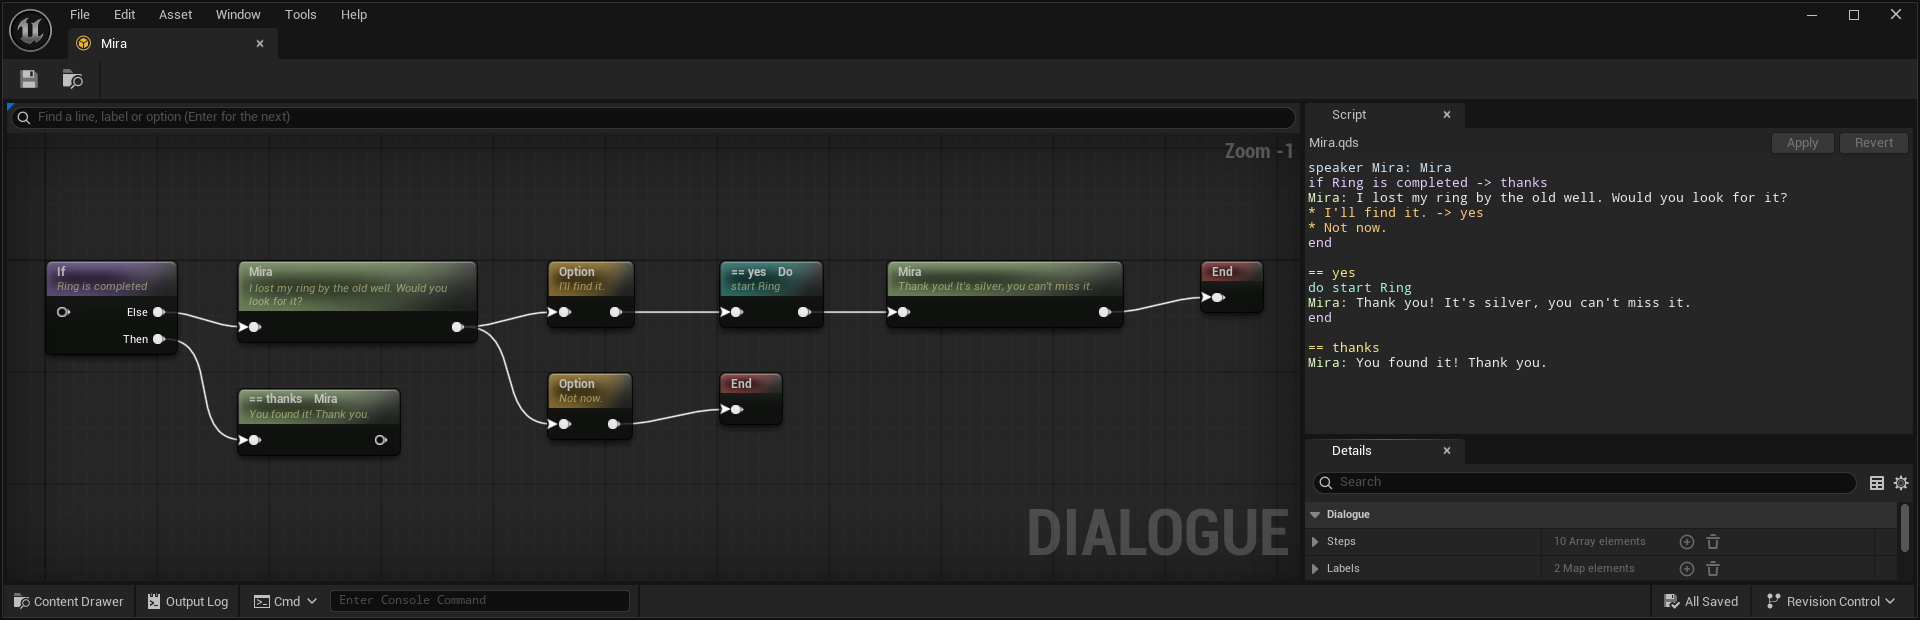 File Edit Asset Window Tools Help
Mira
Find a line, label or option (Enter for the next)
Zoom -1
If
Ring is completed
Else
Then
Mira
I lost my ring by the old well. Would you
look for it?
== thanks Mira
You found it! Thank you.
Option
I'll find it.
Option
Not now.
== yes Do
start Ring
End
Mira
Thank you! It's silver, you can't miss it.
End
DIALOGUE
Script
Mira.qds
Apply Revert
speaker Mira: Mira
if Ring is completed -> thanks
Mira: I lost my ring by the old well. Would you look for it?
* I'll find it. -> yes
* Not now.
end
== yes
do start Ring
Mira: Thank you! It's silver, you can't miss it.
end
== thanks
Mira: You found it! Thank you.
Details
Search
Dialogue
Steps 10 Array elements
Labels 2 Map elements
Content Drawer Output Log Cmd Enter Console Command All Saved Revision Control